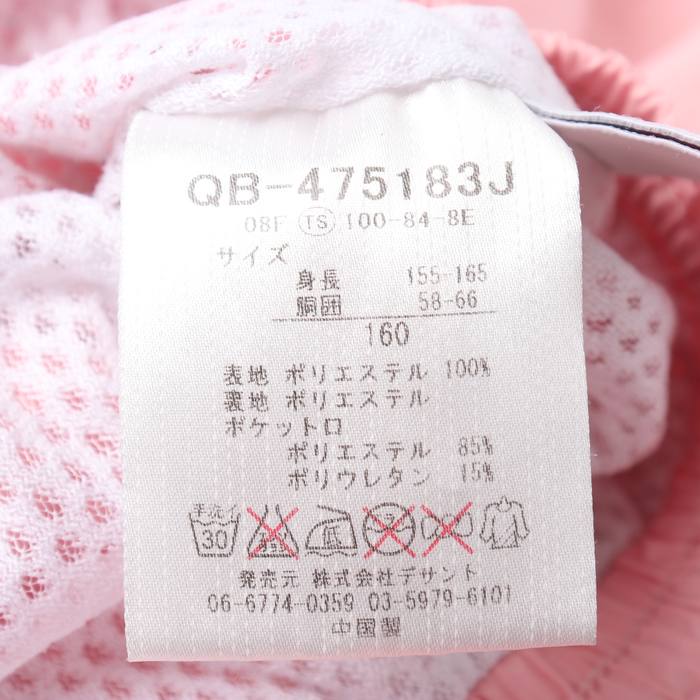 QB-475183J
08F TS 100-84-8E
サイズ
身長 155-165
胴囲 58-66
160
表地 ポリエステル 100%
裏地 ポリエステル
ポケット口
ポリエステル 85%
ポリウレタン 15%
手洗イ 30 低
発売元 株式会社デサント
06-6774-0359 03-5979-6101
中国製